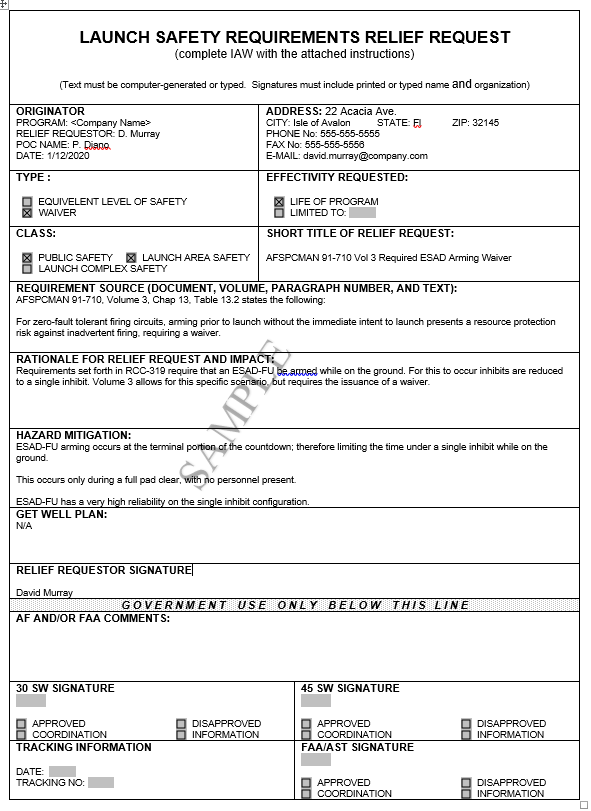 LAUNCH SAFETY REQUIREMENTS RELIEF REQUEST
(complete IAW with the attached instructions)
(Text must be computer-generated or typed. Signatures must include printed or typed name and organization)
ORIGINATOR
PROGRAM: <Company Name>
RELIEF REQUESTOR: D. Murray
POC NAME: P. Diano
DATE: 1/12/2020
ADDRESS: 22 Acacia Ave.
CITY: Isle of Avalon STATE: Fl ZIP: 32145
PHONE No: 555-555-5555
FAX No: 555-555-5556
E-MAIL: david.murray@company.com
TYPE :
EQUIVELENT LEVEL OF SAFETY
WAIVER
EFFECTIVITY REQUESTED:
LIFE OF PROGRAM
LIMITED TO:
CLASS:
PUBLIC SAFETY LAUNCH AREA SAFETY
LAUNCH COMPLEX SAFETY
SHORT TITLE OF RELIEF REQUEST:
AFSPCMAN 91-710 Vol 3 Required ESAD Arming Waiver
REQUIREMENT SOURCE (DOCUMENT, VOLUME, PARAGRAPH NUMBER, AND TEXT):
AFSPCMAN 91-710, Volume 3, Chap 13, Table 13.2 states the following:
For zero-fault tolerant firing circuits, arming prior to launch without the immediate intent to launch presents a resource protection
risk against inadvertent firing, requiring a waiver.
RATIONALE FOR RELIEF REQUEST AND IMPACT:
Requirements set forth in RCC-319 require that an ESAD-FU be armed while on the ground. For this to occur inhibits are reduced
to a single inhibit. Volume 3 allows for this specific scenario, but requires the issuance of a waiver.
HAZARD MITIGATION:
ESAD-FU arming occurs at the terminal portion of the countdown; therefore limiting the time under a single inhibit while on the
ground.
This occurs only during a full pad clear, with no personnel present.
ESAD-FU has a very high reliability on the single inhibit configuration.
SAMPLE
GET WELL PLAN:
N/A
RELIEF REQUESTOR SIGNATURE
David Murray
GOVERNMENT USE ONLY BELOW THIS LINE
AF AND/OR FAA COMMENTS:
30 SW SIGNATURE
APPROVED DISAPPROVED
COORDINATION INFORMATION
45 SW SIGNATURE
APPROVED DISAPPROVED
COORDINATION INFORMATION
TRACKING INFORMATION
DATE:
TRACKING NO:
FAA/AST SIGNATURE
APPROVED DISAPPROVED
COORDINATION INFORMATION